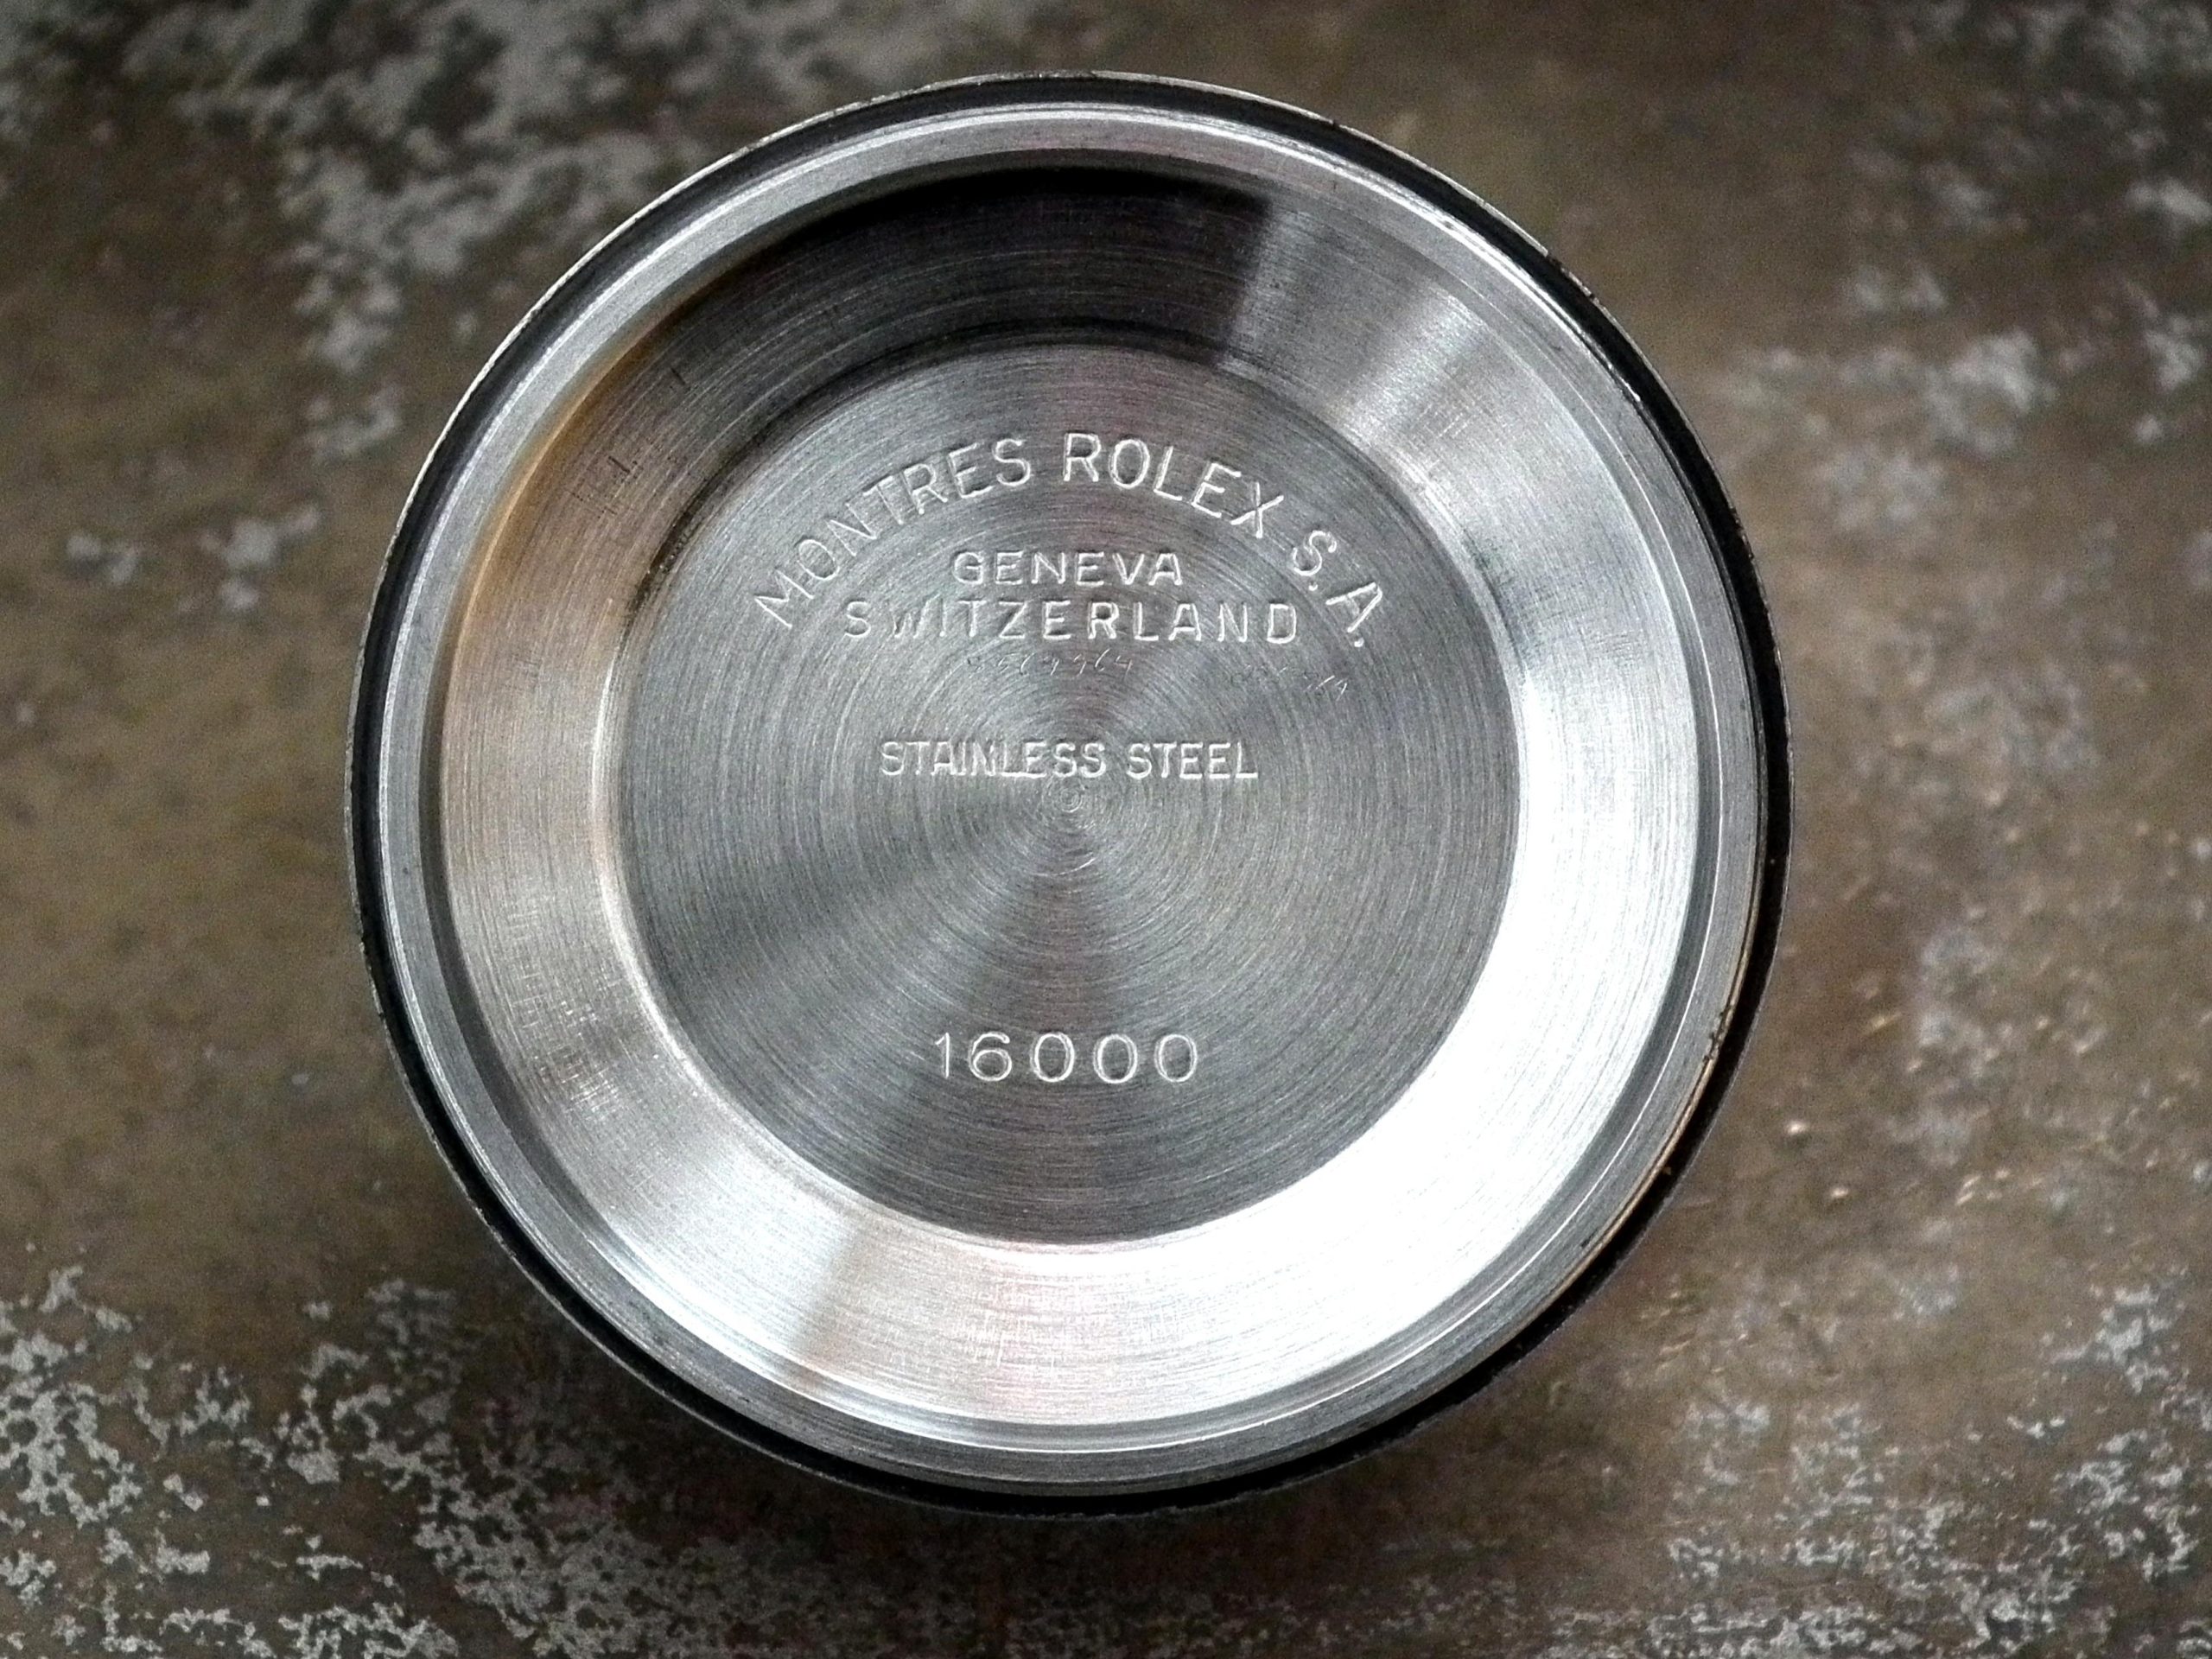 MONTRES ROLEX S.A.
GENEVA
SWITZERLAND
STAINLESS STEEL
16000